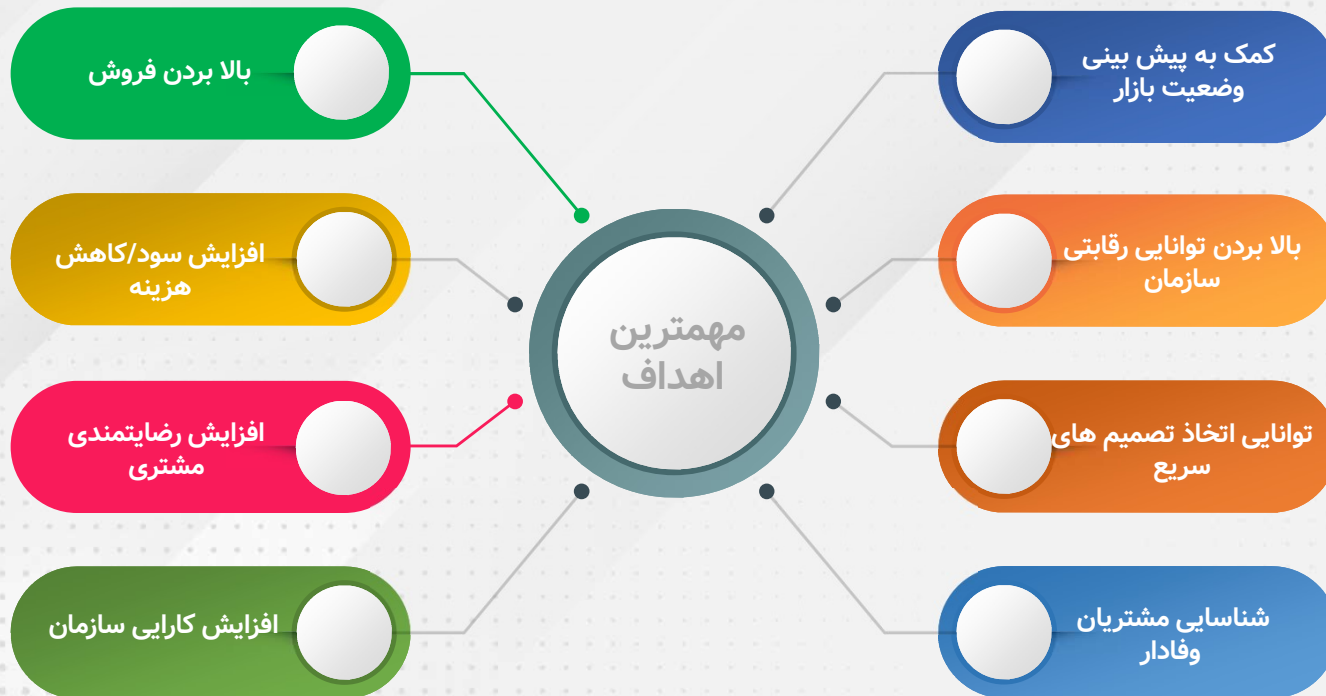 کمک به پیش بینی
وضعیت بازار
بالا بردن توانایی رقابتی
سازمان
توانایی اتخاذ تصمیم های
سریع
شناسایی مشتریان
وفادار
مهمترین
اهداف
بالا بردن فروش
افزایش سود/کاهش
هزینه
افزایش رضایتمندی
مشتری
افزایش کارایی سازمان